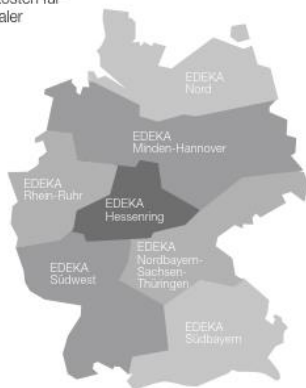 osten für
aler
EDEKA
Nord
EDEKA
Minden-Hannover
EDEKA
Rhein-Ruhr
EDEKA
Hessenring
EDEKA
Nordbayern-
Sachsen-
Thüringen
EDEKA
Südwest
EDEKA
Südbayern